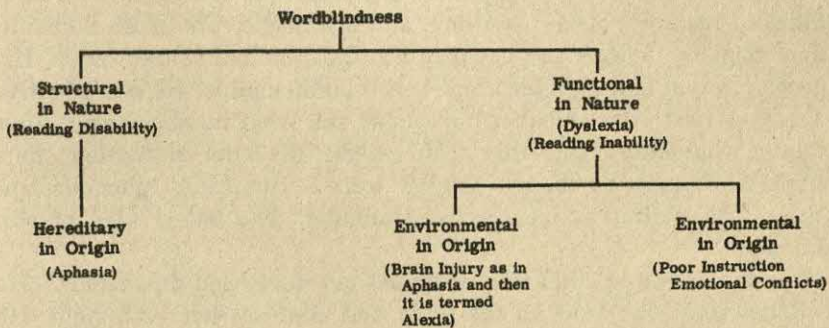 Wordblindness
Structural
in Nature
(Reading Disability)
Functional
in Nature
(Dyslexia)
(Reading Inability)
Hereditary
in Origin
(Aphasia)
Environmental
in Origin
(Brain Injury as in
Aphasia and then
it is termed
Alexia)
Environmental
in Origin
(Poor Instruction
Emotional Conflicts)